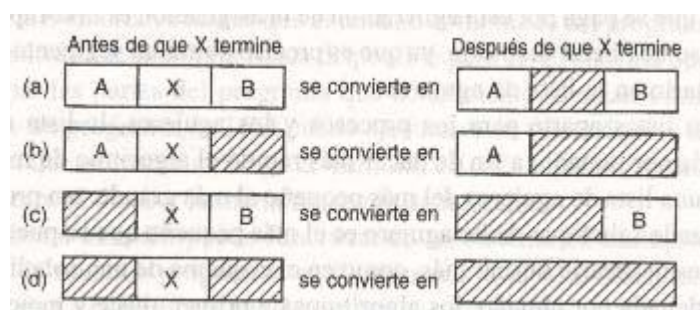 Antes de que X termine Después de que X termine
(a) A X B se convierte en A B
(b) A X se convierte en A
(c) X B se convierte en B
(d) X se convierte en